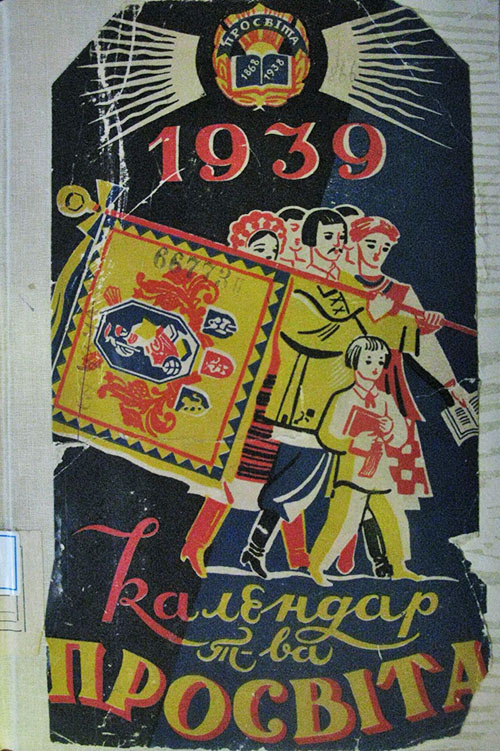 ПРОСВІТА
1868 1938
1939
Календар
т-ва
ПРОСВІТА